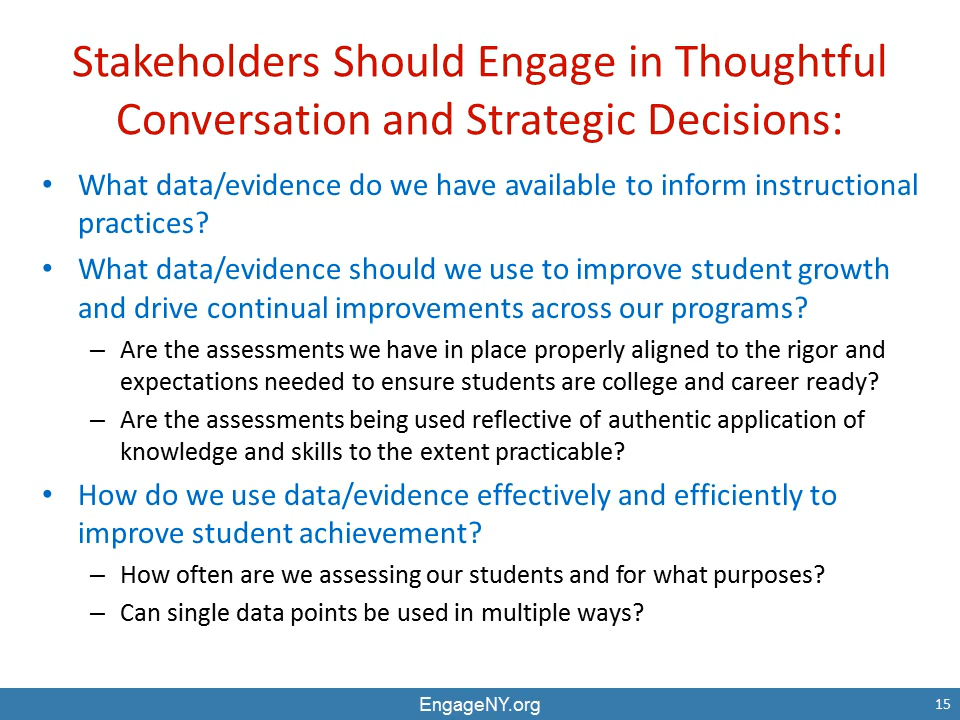 Stakeholders Should Engage in Thoughtful
Conversation and Strategic Decisions:
• What data/evidence do we have available to inform instructional
practices?
• What data/evidence should we use to improve student growth
and drive continual improvements across our programs?
– Are the assessments we have in place properly aligned to the rigor and
expectations needed to ensure students are college and career ready?
– Are the assessments being used reflective of authentic application of
knowledge and skills to the extent practicable?
• How do we use data/evidence effectively and efficiently to
improve student achievement?
– How often are we assessing our students and for what purposes?
– Can single data points be used in multiple ways?
EngageNY.org
15